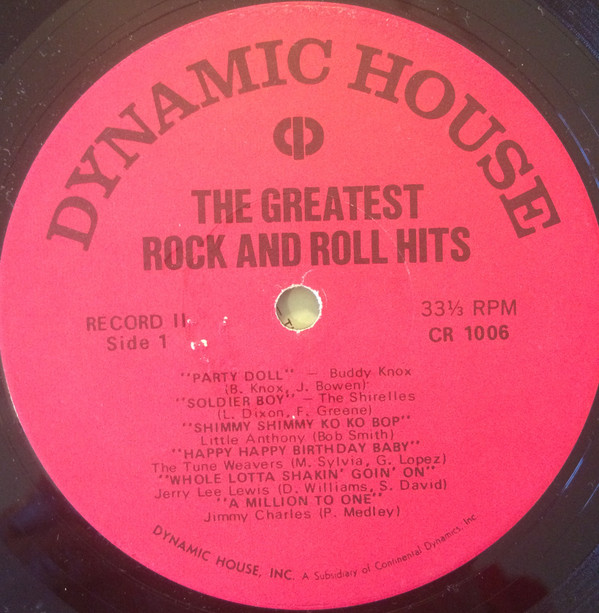 DYNAMIC HOUSE
THE GREATEST
ROCK AND ROLL HITS
RECORD II
Side 1
33⅓ RPM
CR 1006
"PARTY DOLL" – Buddy Knox
(B. Knox, J. Bowen)
"SOLDIER BOY" – The Shirelles
(L. Dixon, F. Greene)
"SHIMMY SHIMMY KO KO BOP"
Little Anthony (Bob Smith)
"HAPPY HAPPY BIRTHDAY BABY"
The Tune Weavers (M. Sylvia, G. Lopez)
"WHOLE LOTTA SHAKIN' GOIN' ON"
Jerry Lee Lewis (D. Williams, S. David)
"A MILLION TO ONE"
Jimmy Charles (P. Medley)
DYNAMIC HOUSE, INC. A Subsidiary of Continental Dynamics, Inc